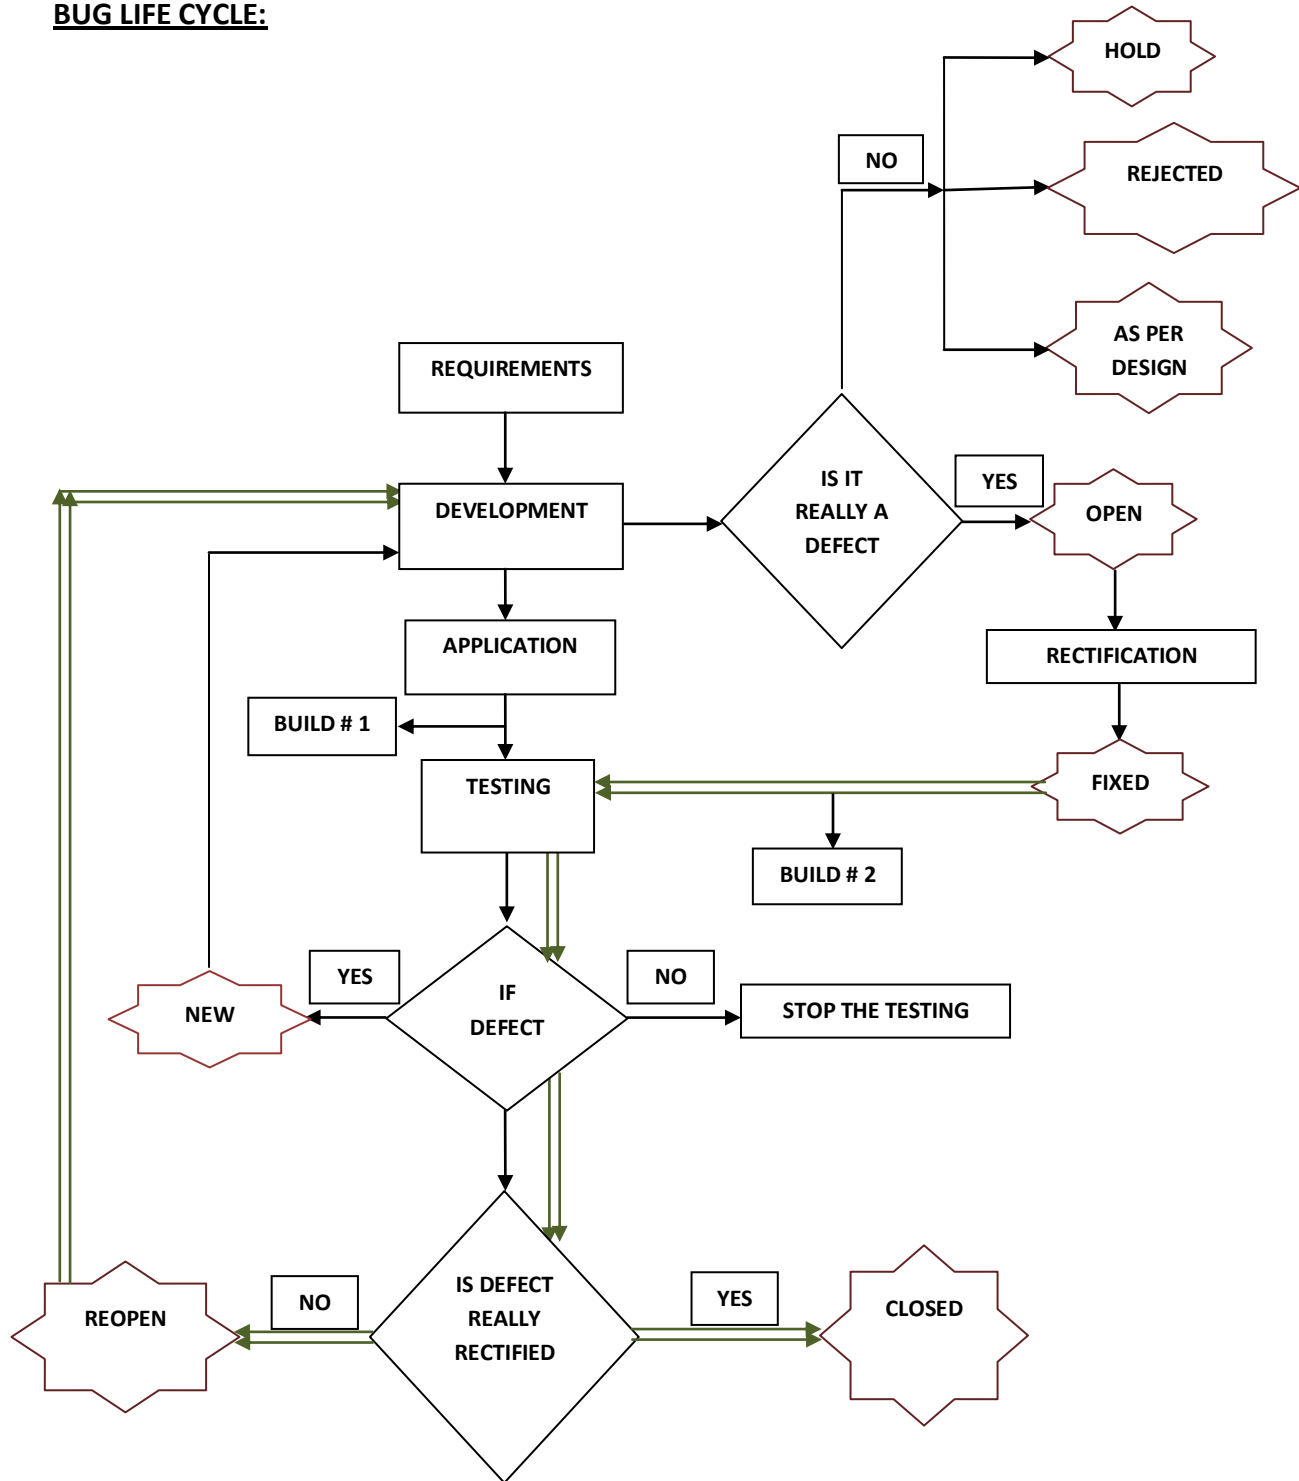 BUG LIFE CYCLE:
HOLD
NO
REJECTED
AS PER
DESIGN
REQUIREMENTS
IS IT
REALLY A
DEFECT
YES
OPEN
DEVELOPMENT
APPLICATION
RECTIFICATION
BUILD # 1
TESTING
FIXED
BUILD # 2
YES
NO
NEW
IF
DEFECT
STOP THE TESTING
REOPEN
NO
IS DEFECT
REALLY
RECTIFIED
YES
CLOSED